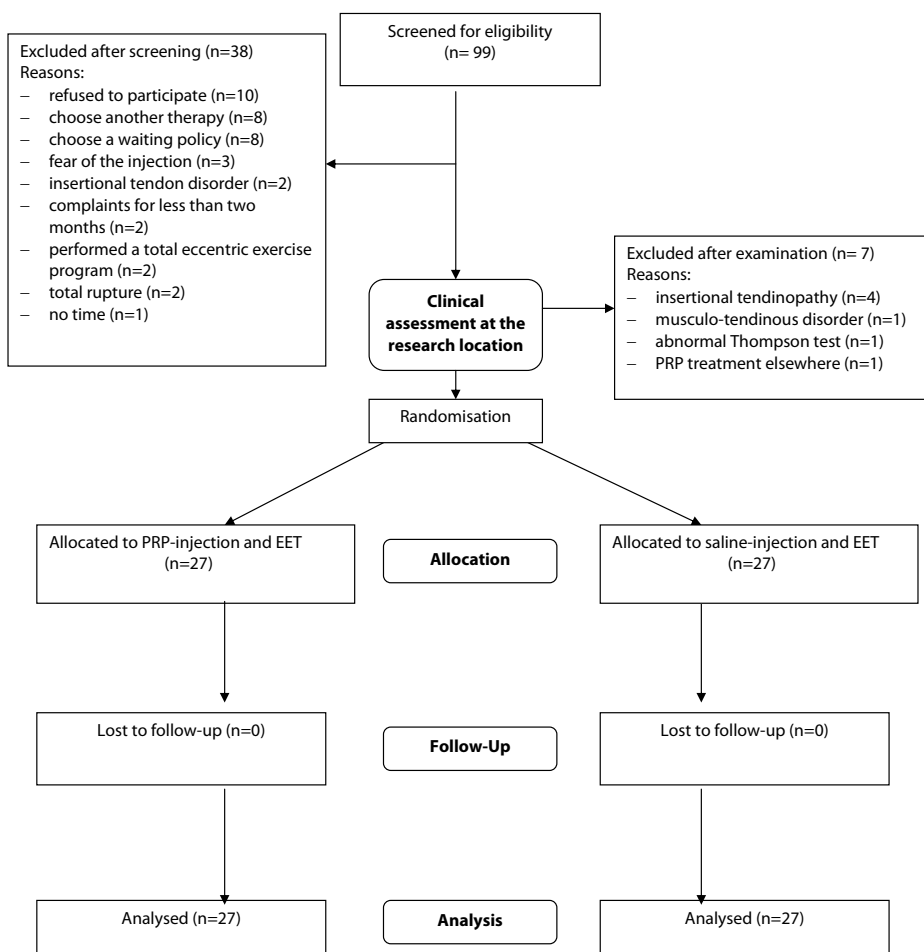 Screened for eligibility
(n= 99)
Excluded after screening (n=38)
Reasons:
– refused to participate (n=10)
– choose another therapy (n=8)
– choose a waiting policy (n=8)
– fear of the injection (n=3)
– insertional tendon disorder (n=2)
– complaints for less than two
months (n=2)
– performed a total eccentric exercise
program (n=2)
– total rupture (n=2)
– no time (n=1)
Clinical
assessment at the
research location
Excluded after examination (n= 7)
Reasons:
– insertional tendinopathy (n=4)
– musculo-tendinous disorder (n=1)
– abnormal Thompson test (n=1)
– PRP treatment elsewhere (n=1)
Randomisation
Allocated to PRP-injection and EET
(n=27)
Allocation
Allocated to saline-injection and EET
(n=27)
Lost to follow-up (n=0)
Follow-Up
Lost to follow-up (n=0)
Analysed (n=27)
Analysis
Analysed (n=27)